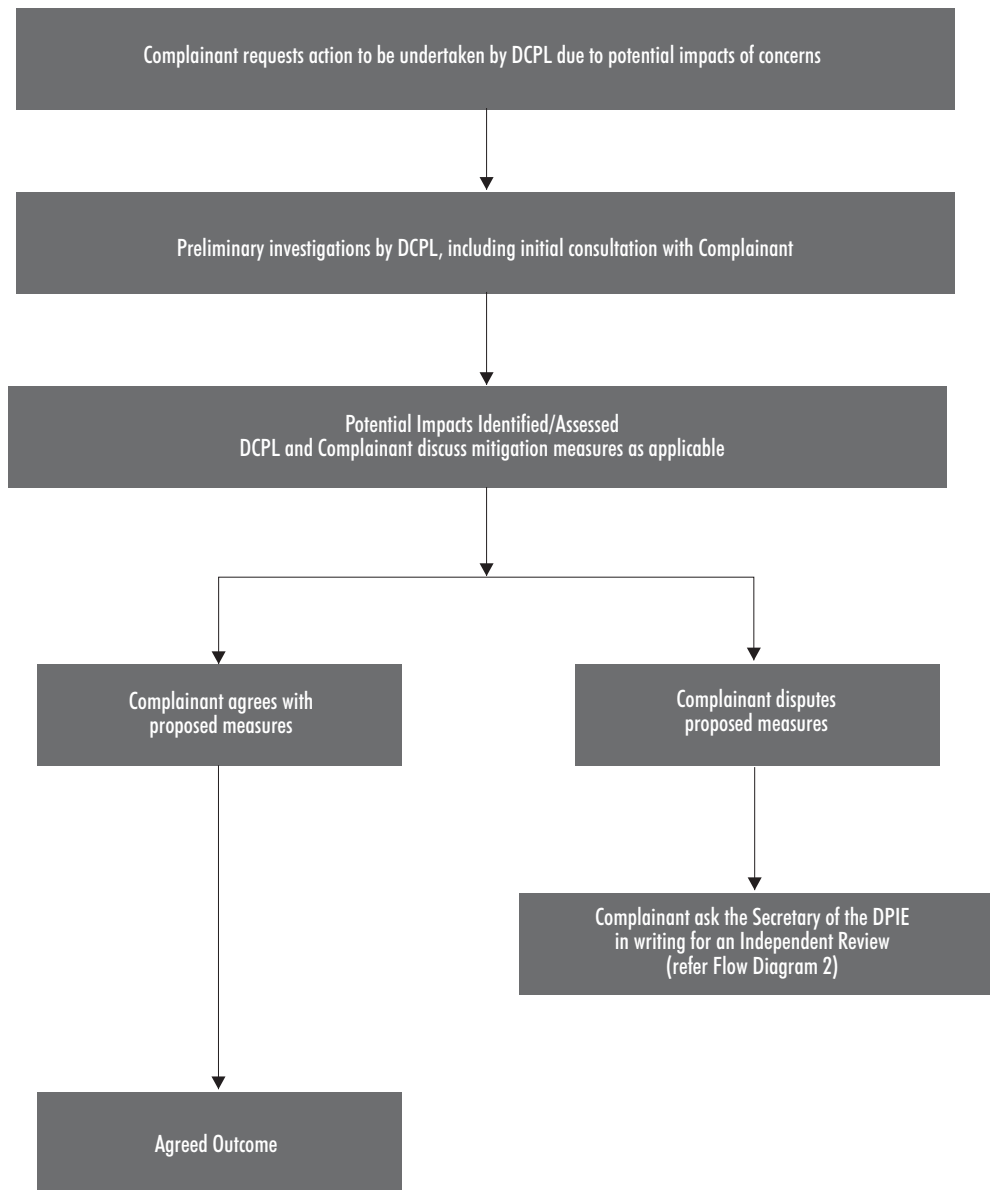 Complainant requests action to be undertaken by DCPL due to potential impacts of concerns
Preliminary investigations by DCPL, including initial consultation with Complainant
Potential Impacts Identified/Assessed
DCPL and Complainant discuss mitigation measures as applicable
Complainant agrees with
proposed measures
Complainant disputes
proposed measures
Complainant ask the Secretary of the DPIE
in writing for an Independent Review
(refer Flow Diagram 2)
Agreed Outcome